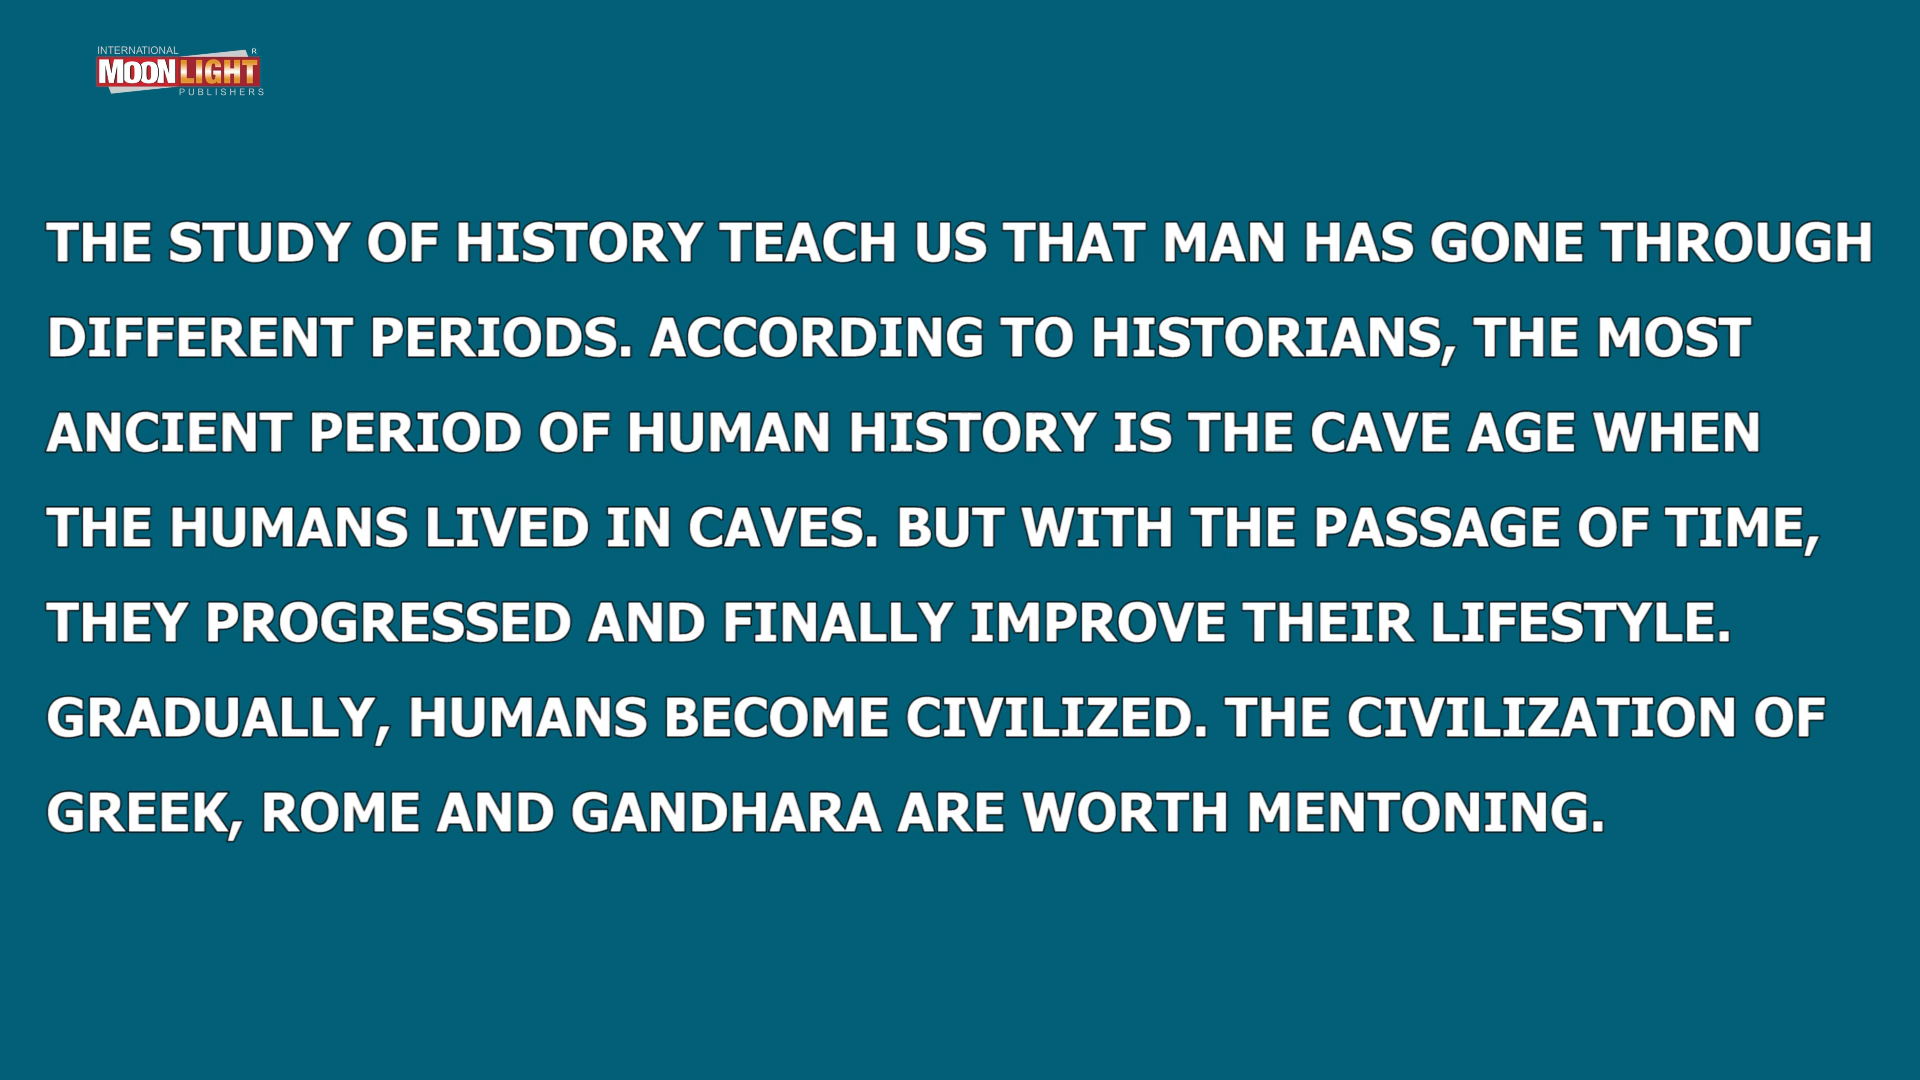 INTERNATIONAL
MOONLIGHT R
PUBLISHERS
THE STUDY OF HISTORY TEACH US THAT MAN HAS GONE THROUGH
DIFFERENT PERIODS. ACCORDING TO HISTORIANS, THE MOST
ANCIENT PERIOD OF HUMAN HISTORY IS THE CAVE AGE WHEN
THE HUMANS LIVED IN CAVES. BUT WITH THE PASSAGE OF TIME,
THEY PROGRESSED AND FINALLY IMPROVE THEIR LIFESTYLE.
GRADUALLY, HUMANS BECOME CIVILIZED. THE CIVILIZATION OF
GREEK, ROME AND GANDHARA ARE WORTH MENTONING.